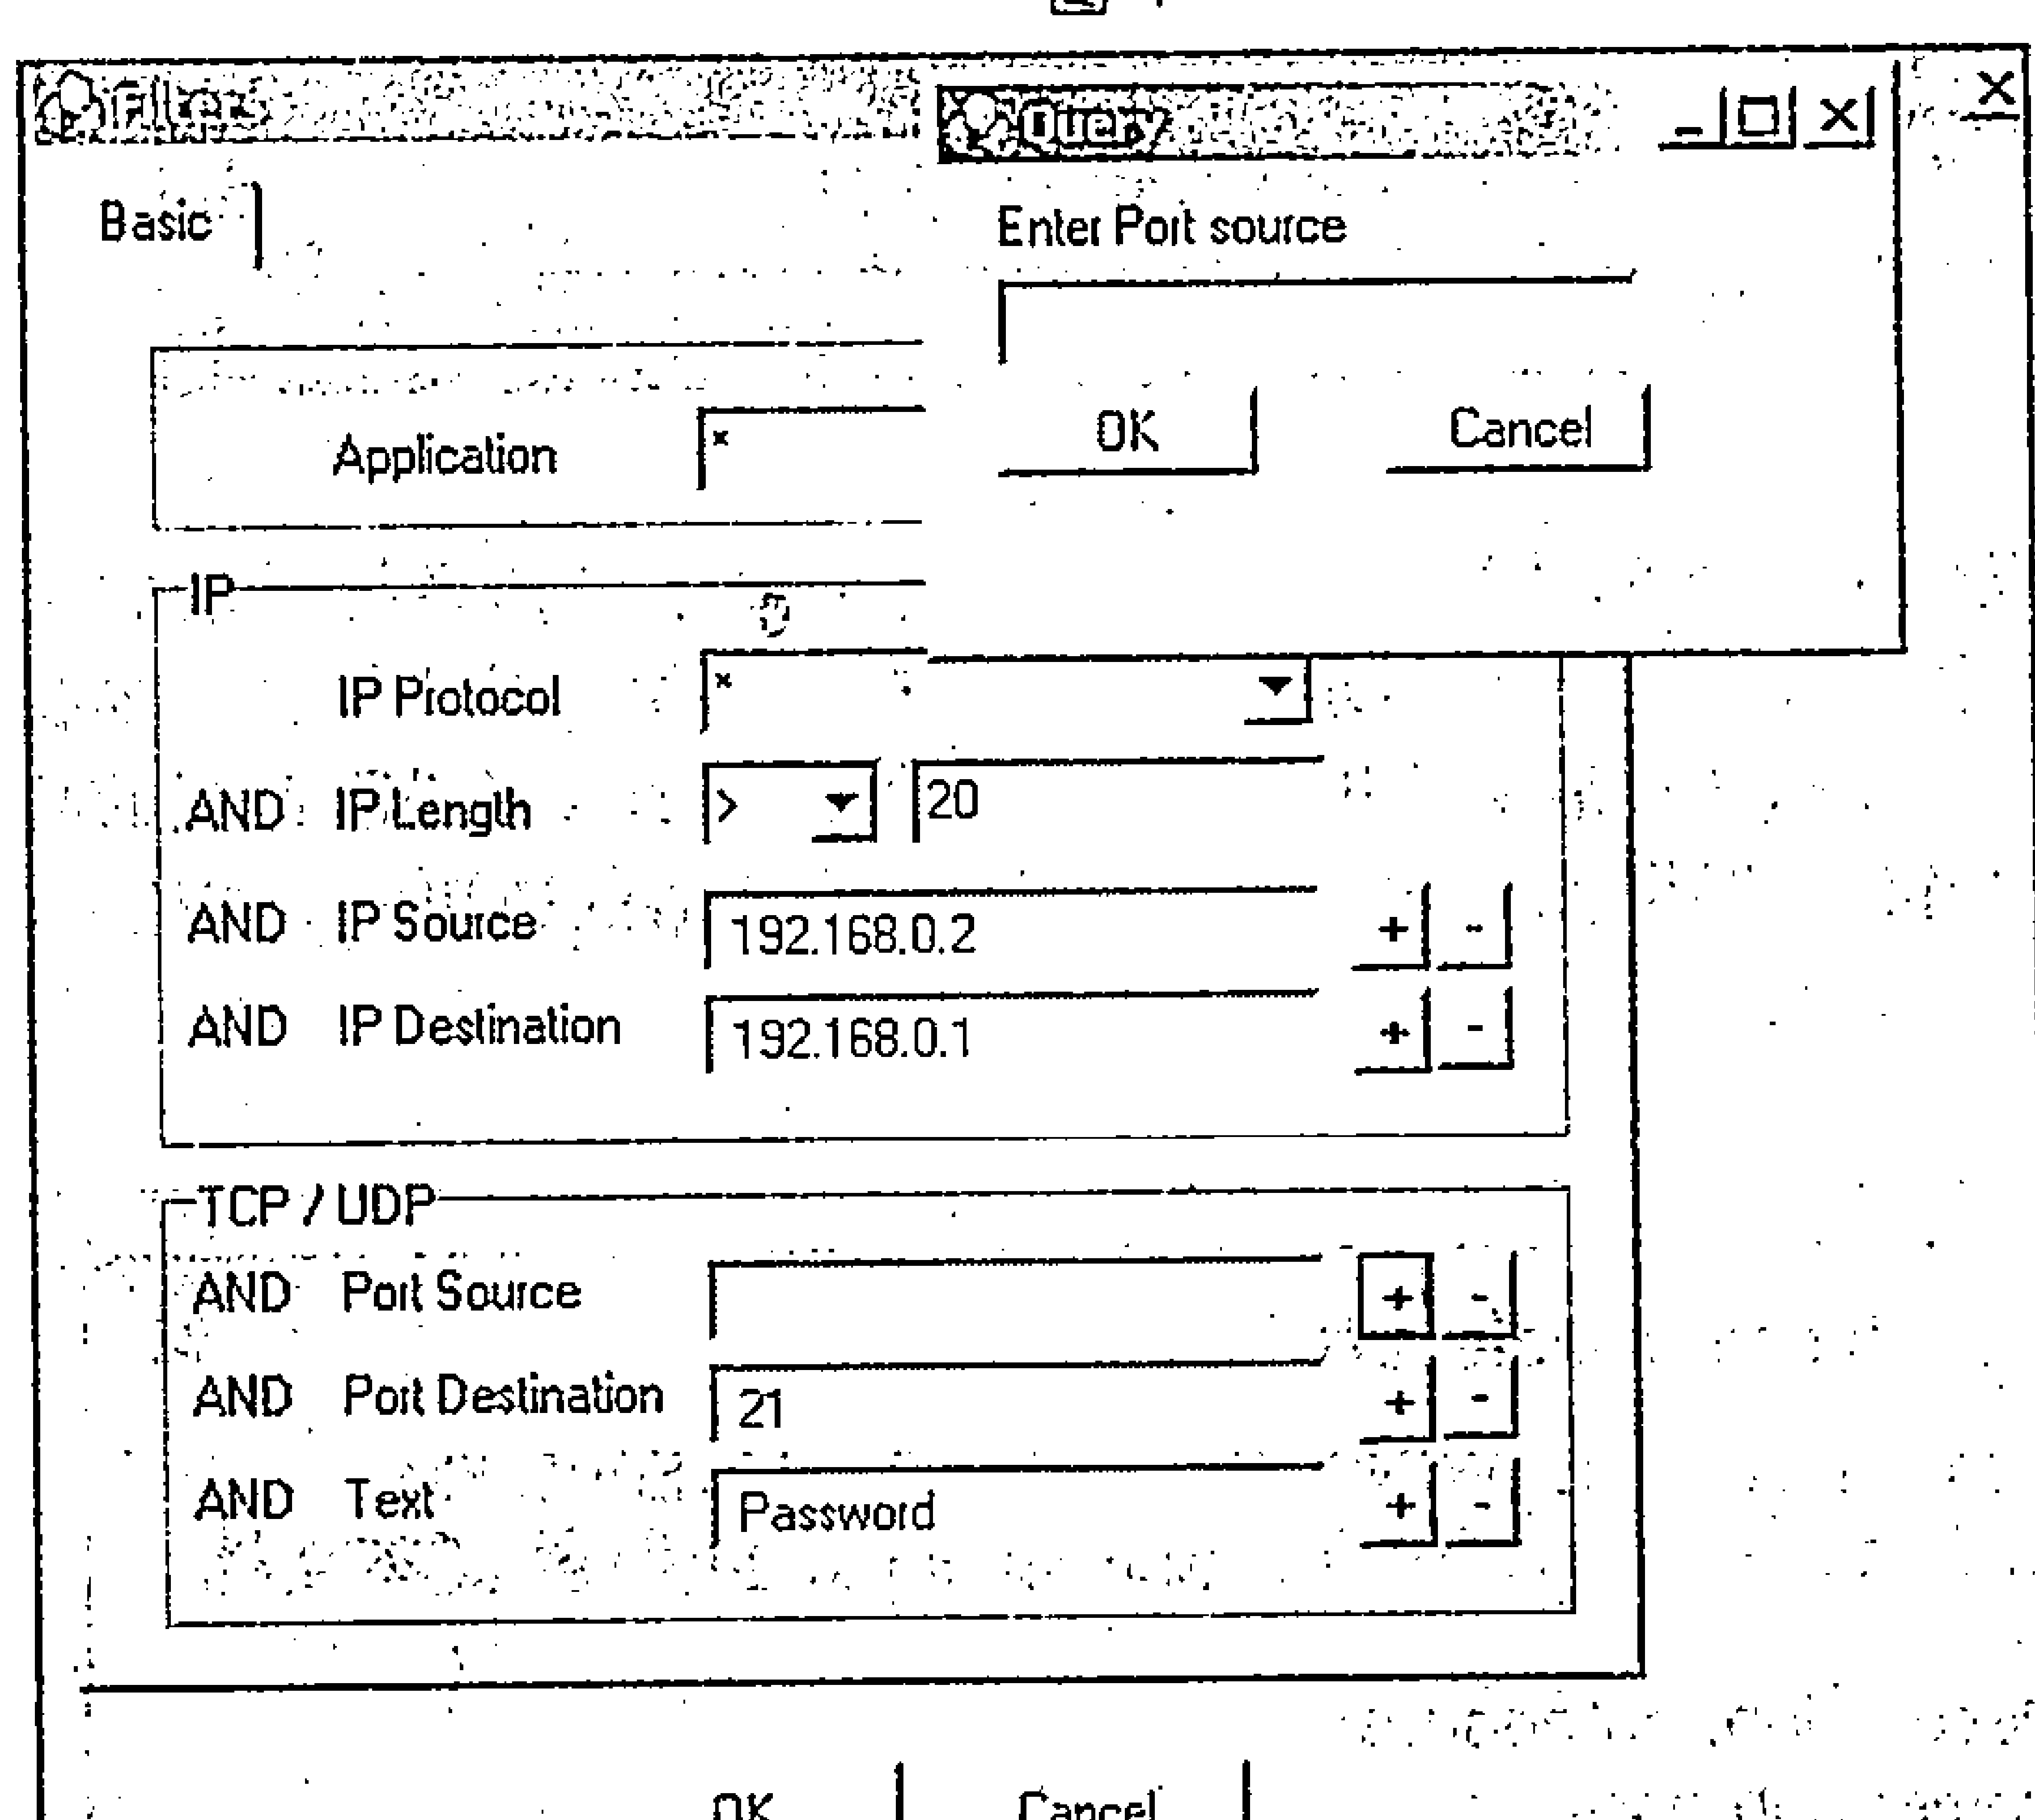 Filters
Query
Basic
Enter Port source
Application *
OK Cancel
IP
IP Protocol *
AND IP Length > 20
AND IP Source 192.168.0.2 + -
AND IP Destination 192.168.0.1 + -
TCP / UDP
AND Port Source + -
AND Port Destination 21 + -
AND Text Password + -
OK Cancel